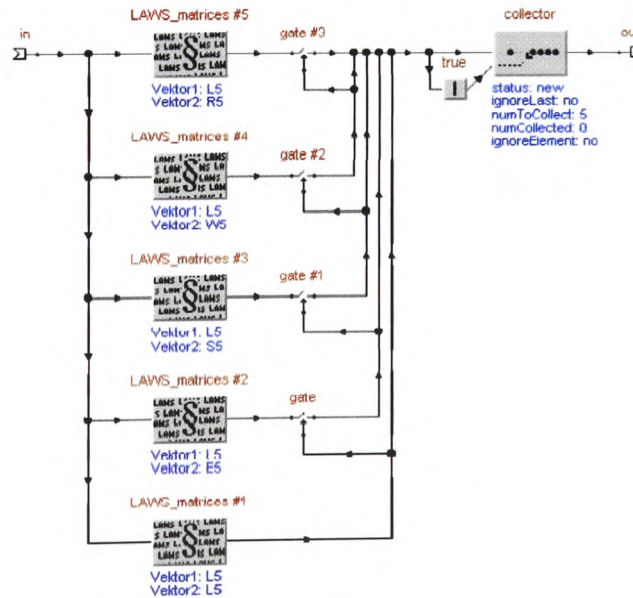 in
LAWS_matrices #5
Vektor1: L5
Vektor2: R5
gate #3
true
collector
status: new
ignoreLast: no
numToCollect: 5
numCollected: 0
ignoreElement: no
LAWS_matrices #4
Vektor1: L5
Vektor2: W5
gate #2
LAWS_matrices #3
Vektor1: L5
Vektor2: S5
gate #1
LAWS_matrices #2
Vektor1: L5
Vektor2: E5
gate
LAWS_matrices #1
Vektor1: L5
Vektor2: L5